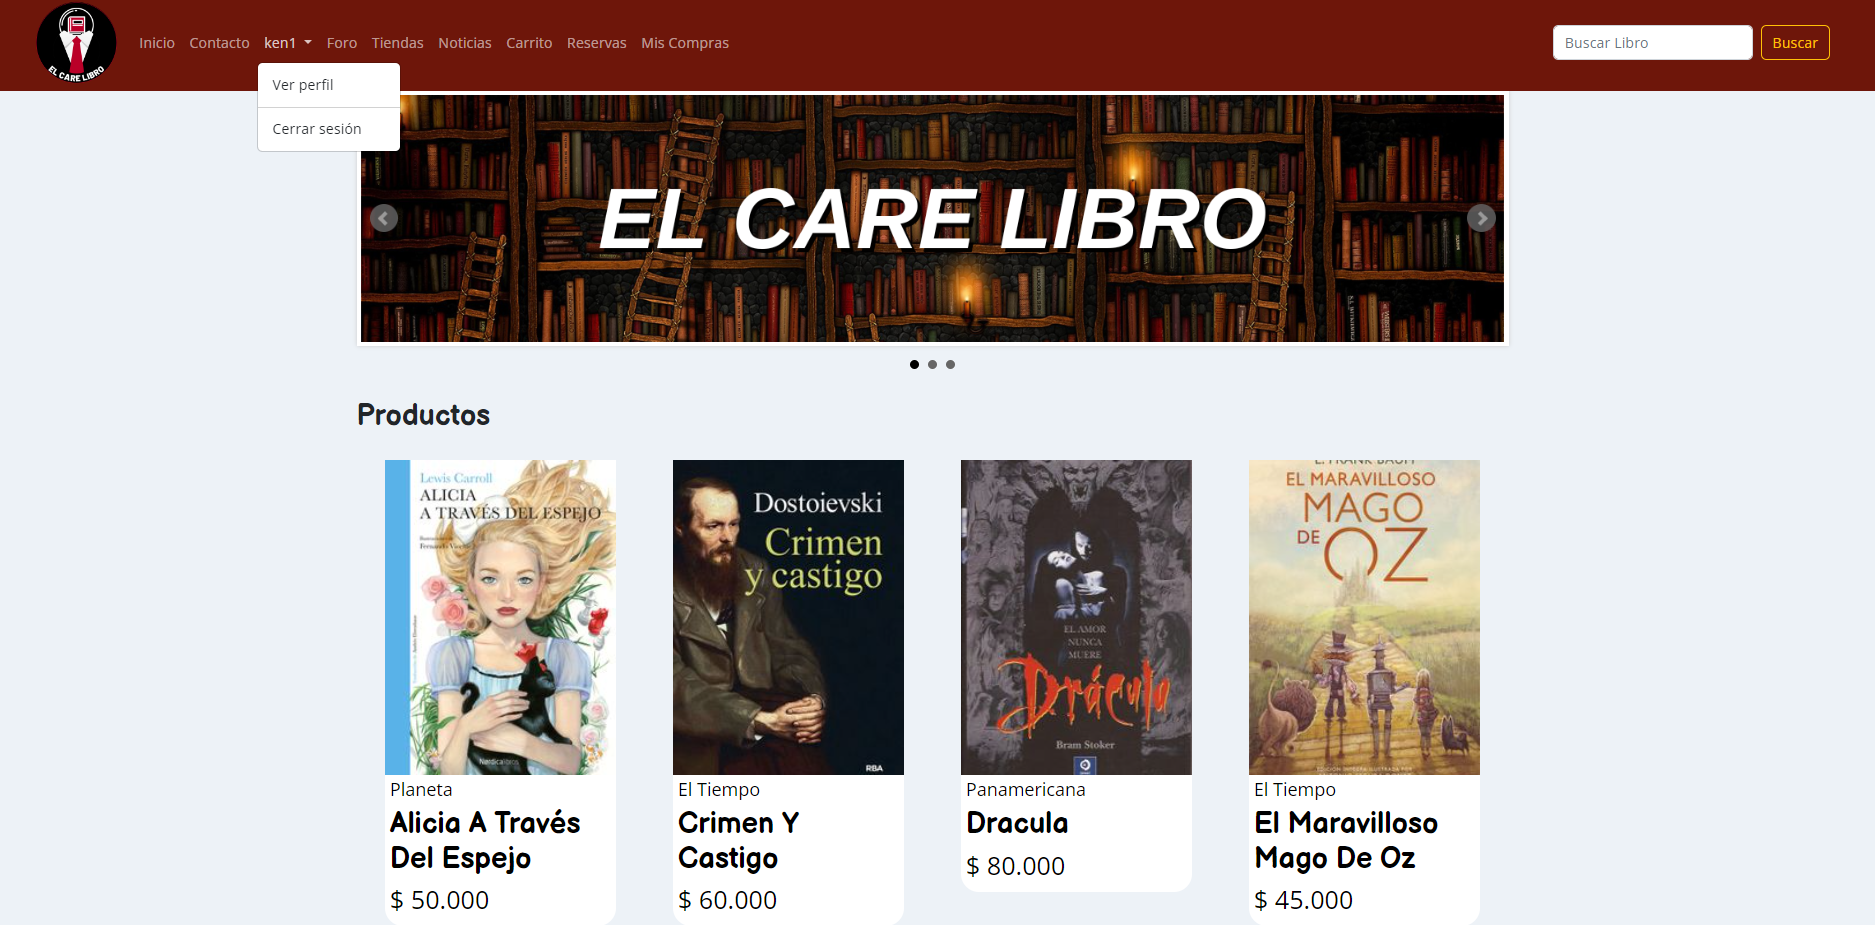 EL CARE LIBRO
Inicio Contacto ken1 Foro Tiendas Noticias Carrito Reservas Mis Compras
Buscar Libro Buscar
Ver perfil
Cerrar sesión
EL CARE LIBRO
Productos
Lewis Carroll
ALICIA
A TRAVÉS DEL ESPEJO
Nørdicalibros
Planeta
Alicia A Través
Del Espejo
$ 50.000
Dostoievski
Crimen
y castigo
RBA
El Tiempo
Crimen Y
Castigo
$ 60.000
EL AMOR
NUNCA
MUERE
Drácula
Bram Stoker
Panamericana
Dracula
$ 80.000
L. FRANK BAUM
EL MARAVILLOSO
MAGO
DE OZ
El Tiempo
El Maravilloso
Mago De Oz
$ 45.000